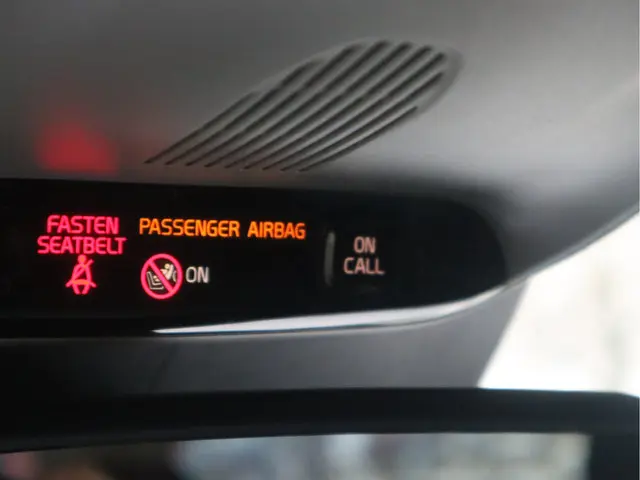 FASTEN
SEATBELT
PASSENGER AIRBAG
ON
ON
CALL